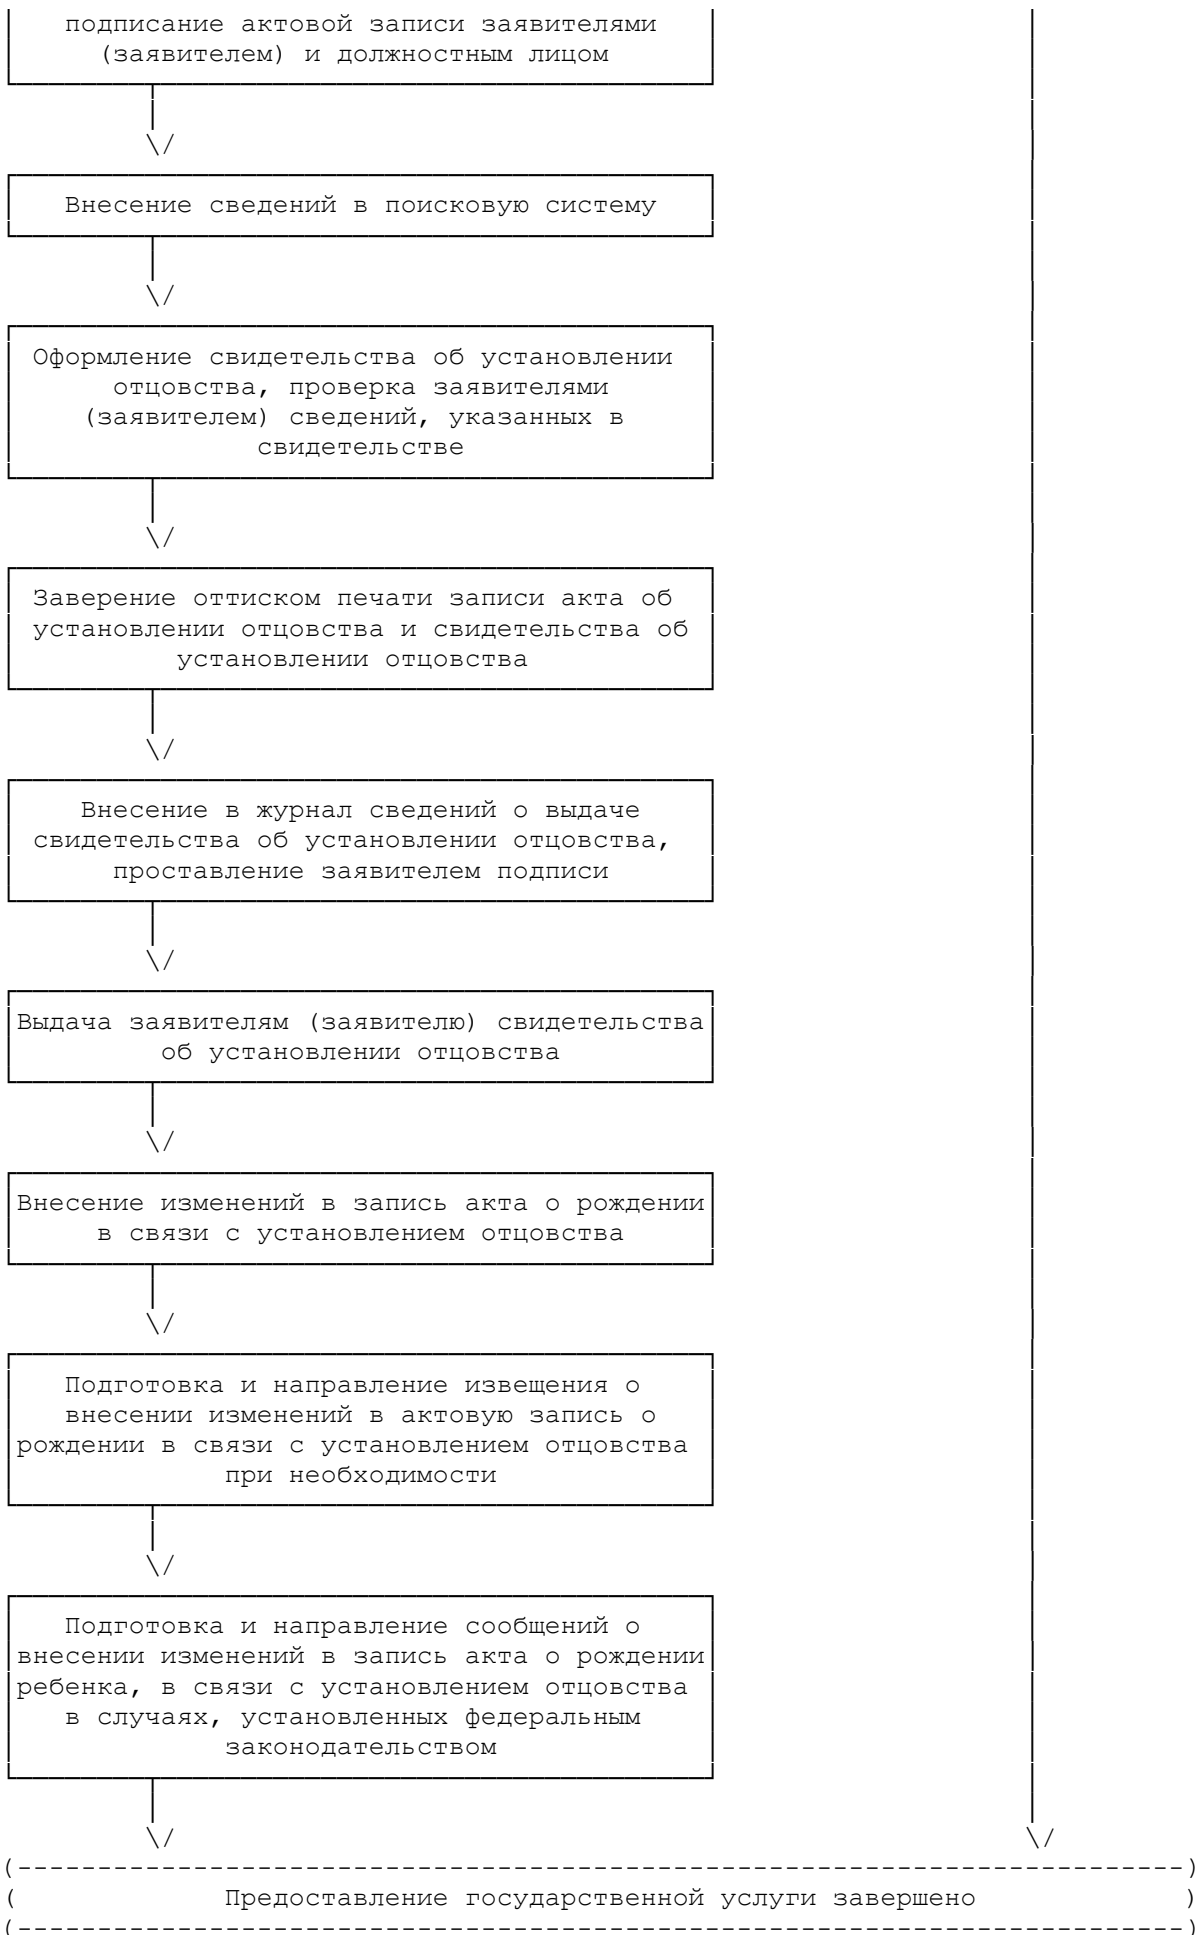 подписание актовой записи заявителями
(заявителем) и должностным лицом
Внесение сведений в поисковую систему
Оформление свидетельства об установлении
отцовства, проверка заявителями
(заявителем) сведений, указанных в
свидетельстве
Заверение оттиском печати записи акта об
установлении отцовства и свидетельства об
установлении отцовства
Внесение в журнал сведений о выдаче
свидетельства об установлении отцовства,
проставление заявителем подписи
Выдача заявителям (заявителю) свидетельства
об установлении отцовства
Внесение изменений в запись акта о рождении
в связи с установлением отцовства
Подготовка и направление извещения о
внесении изменений в актовую запись о
рождении в связи с установлением отцовства
при необходимости
Подготовка и направление сообщений о
внесении изменений в запись акта о рождении
ребенка, в связи с установлением отцовства
в случаях, установленных федеральным
законодательством
Предоставление государственной услуги завершено